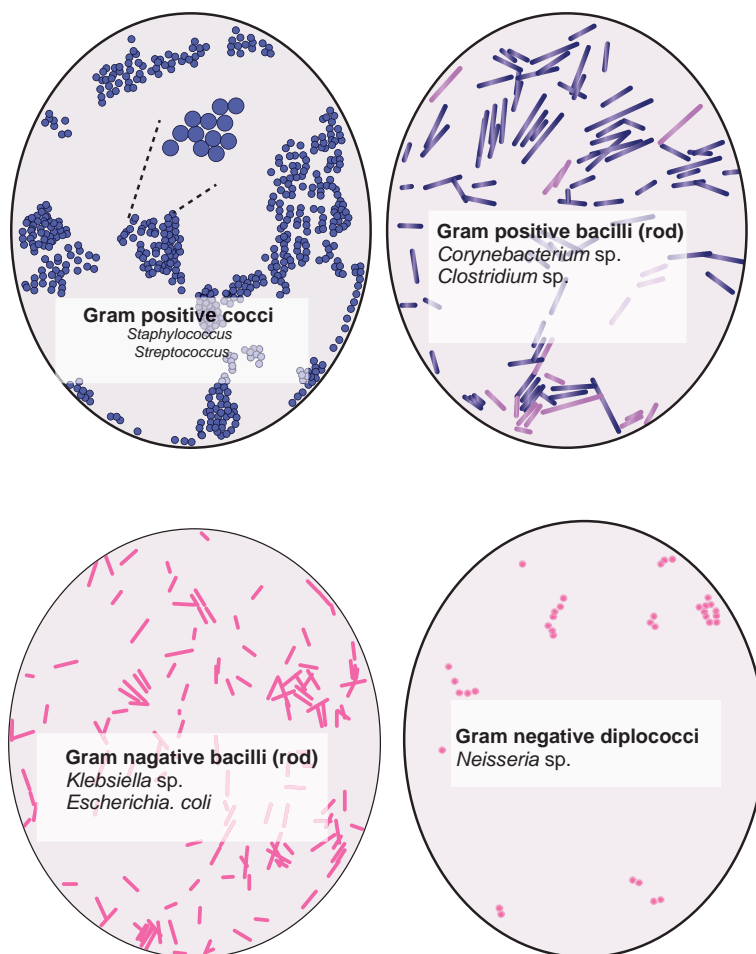 Gram positive cocci
Staphylococcus
Streptococcus
Gram positive bacilli (rod)
Corynebacterium sp.
Clostridium sp.
Gram nagative bacilli (rod)
Klebsiella sp.
Escherichia. coli
Gram negative diplococci
Neisseria sp.